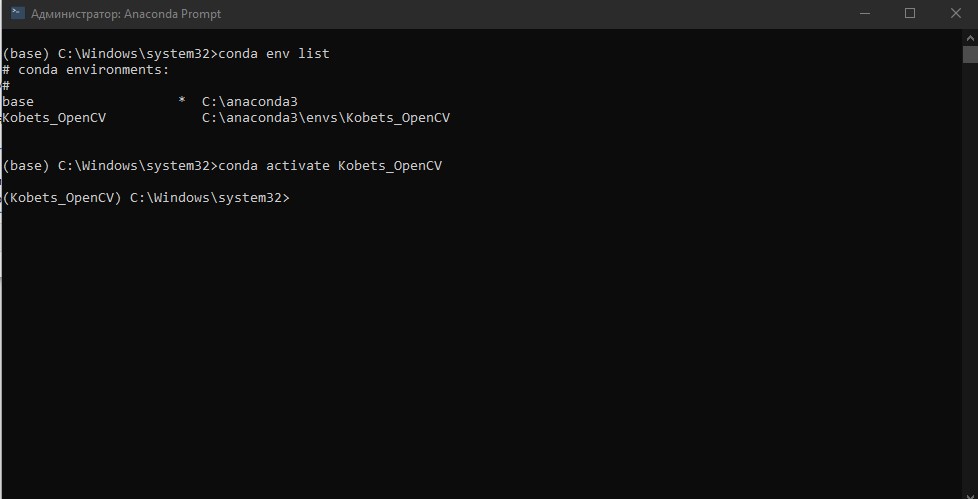 Администратор: Anaconda Prompt
(base) C:\Windows\system32>conda env list
# conda environments:
#
base                  *  C:\anaconda3
Kobets_OpenCV            C:\anaconda3\envs\Kobets_OpenCV
(base) C:\Windows\system32>conda activate Kobets_OpenCV
(Kobets_OpenCV) C:\Windows\system32>